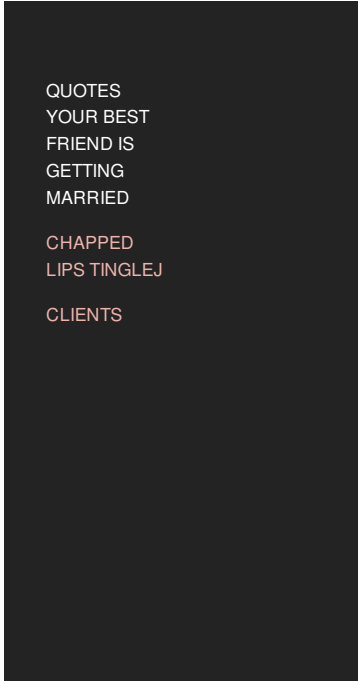 QUOTES
YOUR BEST
FRIEND IS
GETTING
MARRIED
CHAPPED
LIPS TINGLEJ
CLIENTS